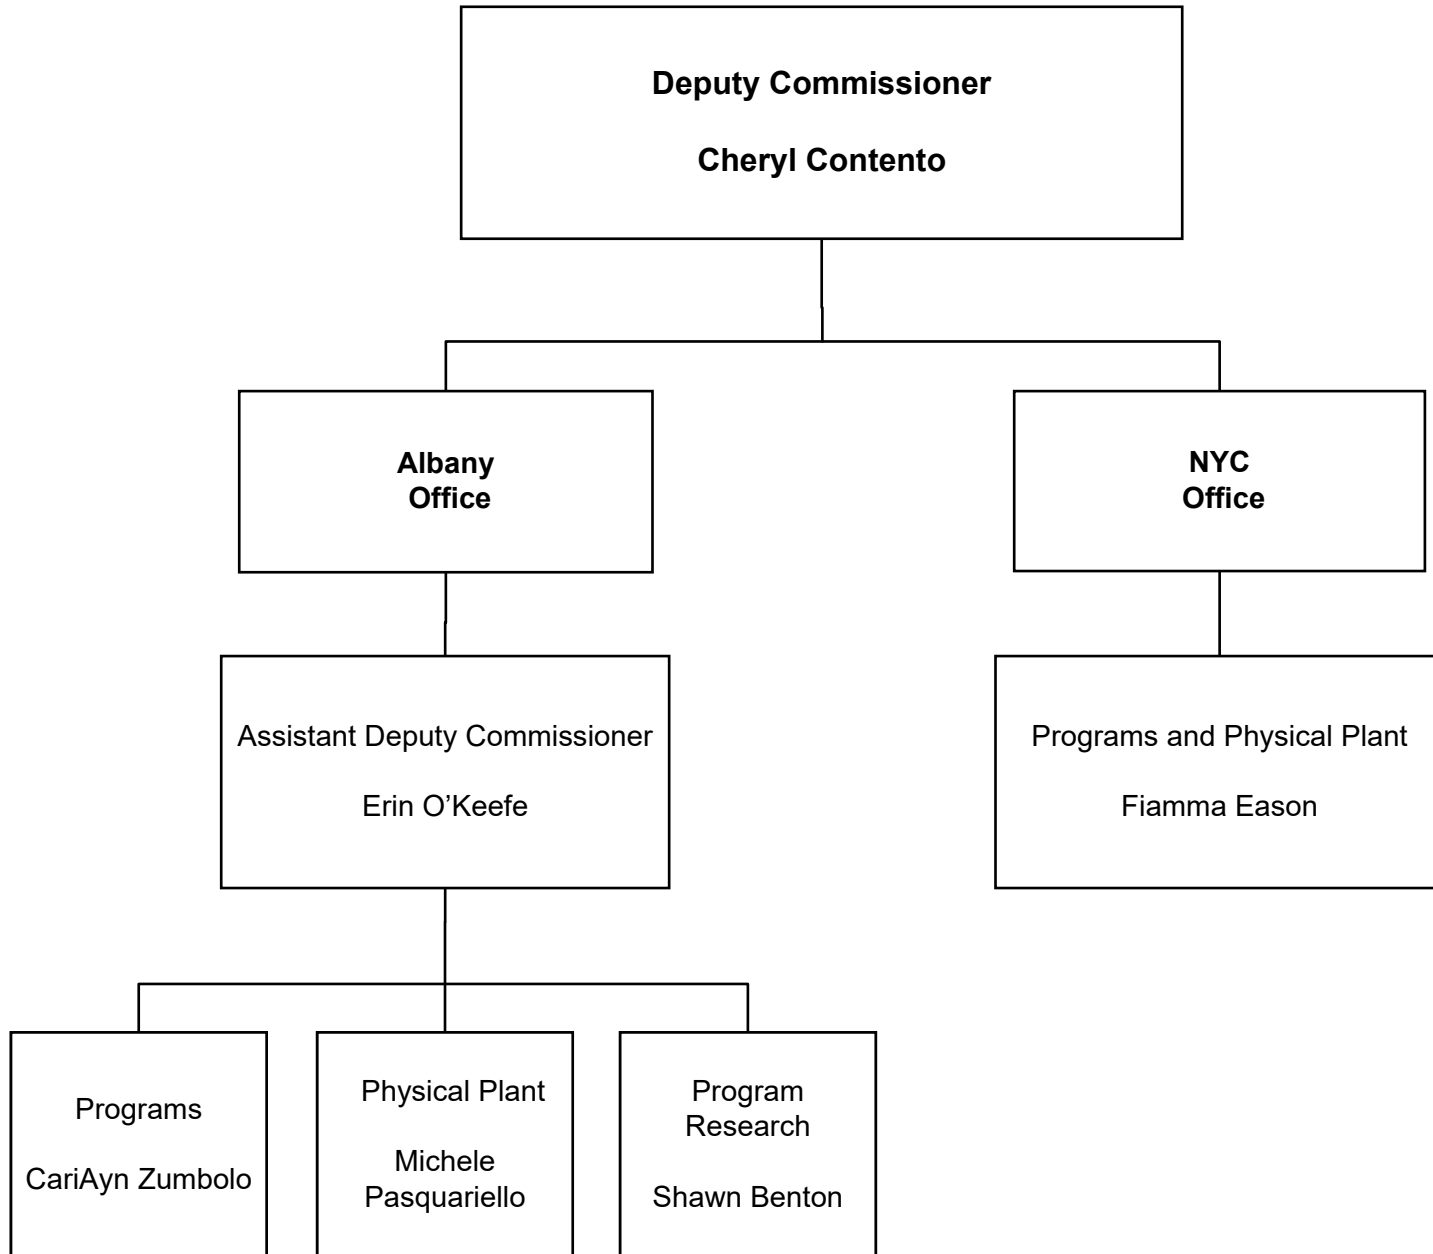 Deputy Commissioner
Cheryl Contento
Albany
Office
NYC
Office
Assistant Deputy Commissioner
Erin O’Keefe
Programs and Physical Plant
Fiamma Eason
Programs
CariAyn Zumbolo
Physical Plant
Michele
Pasquariello
Program
Research
Shawn Benton